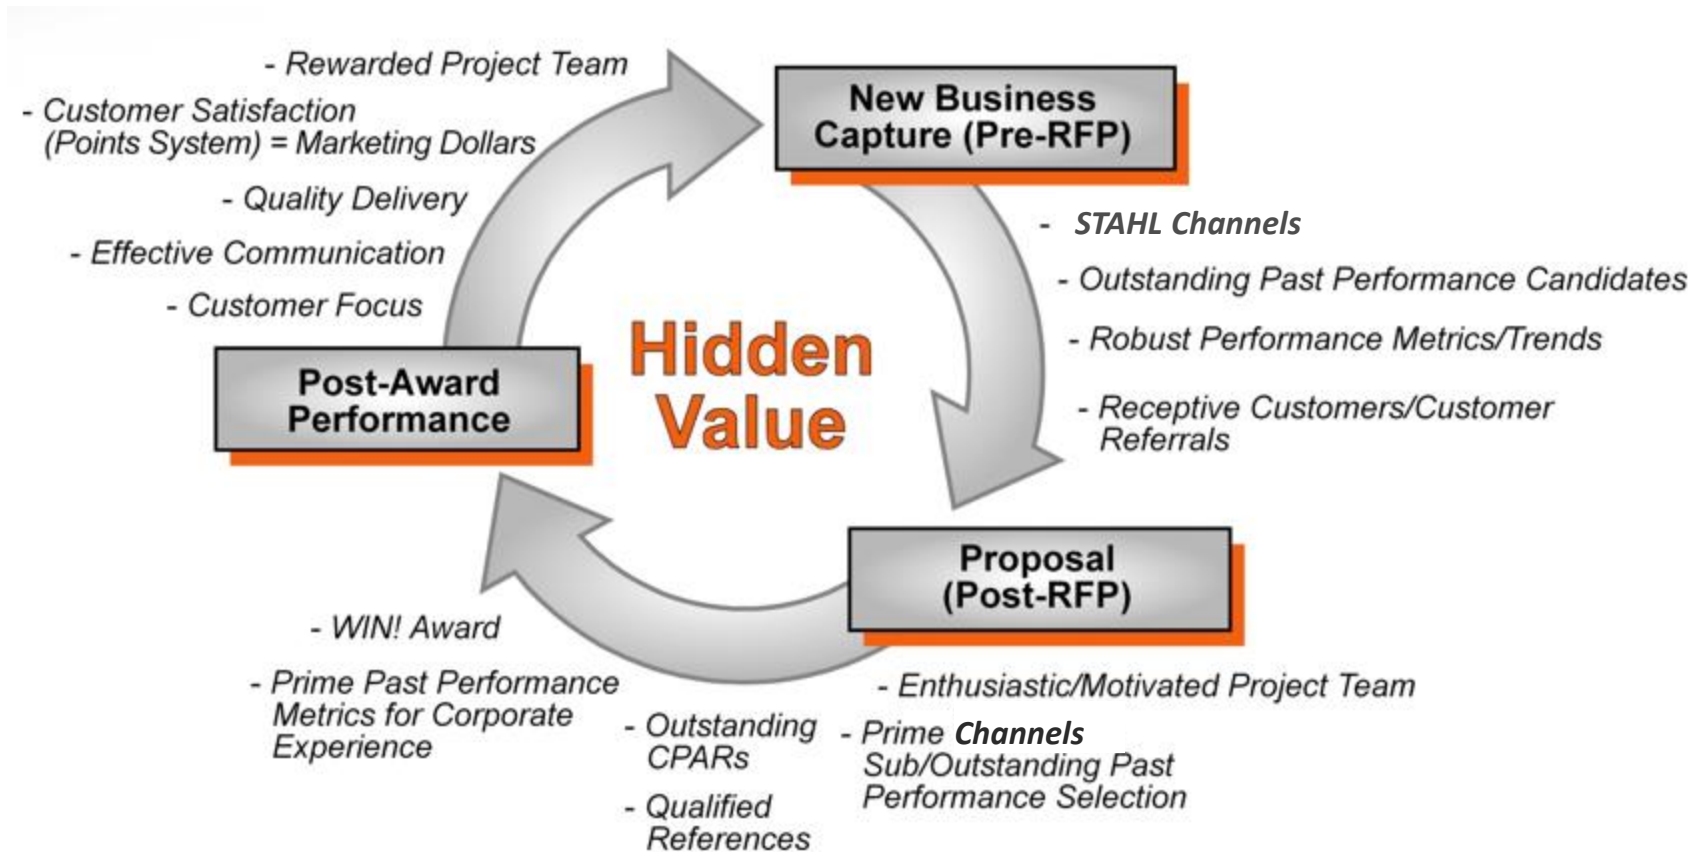 - Rewarded Project Team
- Customer Satisfaction
(Points System) = Marketing Dollars
- Quality Delivery
- Effective Communication
- Customer Focus
New Business
Capture (Pre-RFP)
- STAHL Channels
- Outstanding Past Performance Candidates
- Robust Performance Metrics/Trends
- Receptive Customers/Customer
Referrals
Hidden
Value
Post-Award
Performance
Proposal
(Post-RFP)
- Enthusiastic/Motivated Project Team
- Prime Channels
Sub/Outstanding Past
Performance Selection
- Outstanding
CPARs
- Qualified
References
- WIN! Award
- Prime Past Performance
Metrics for Corporate
Experience